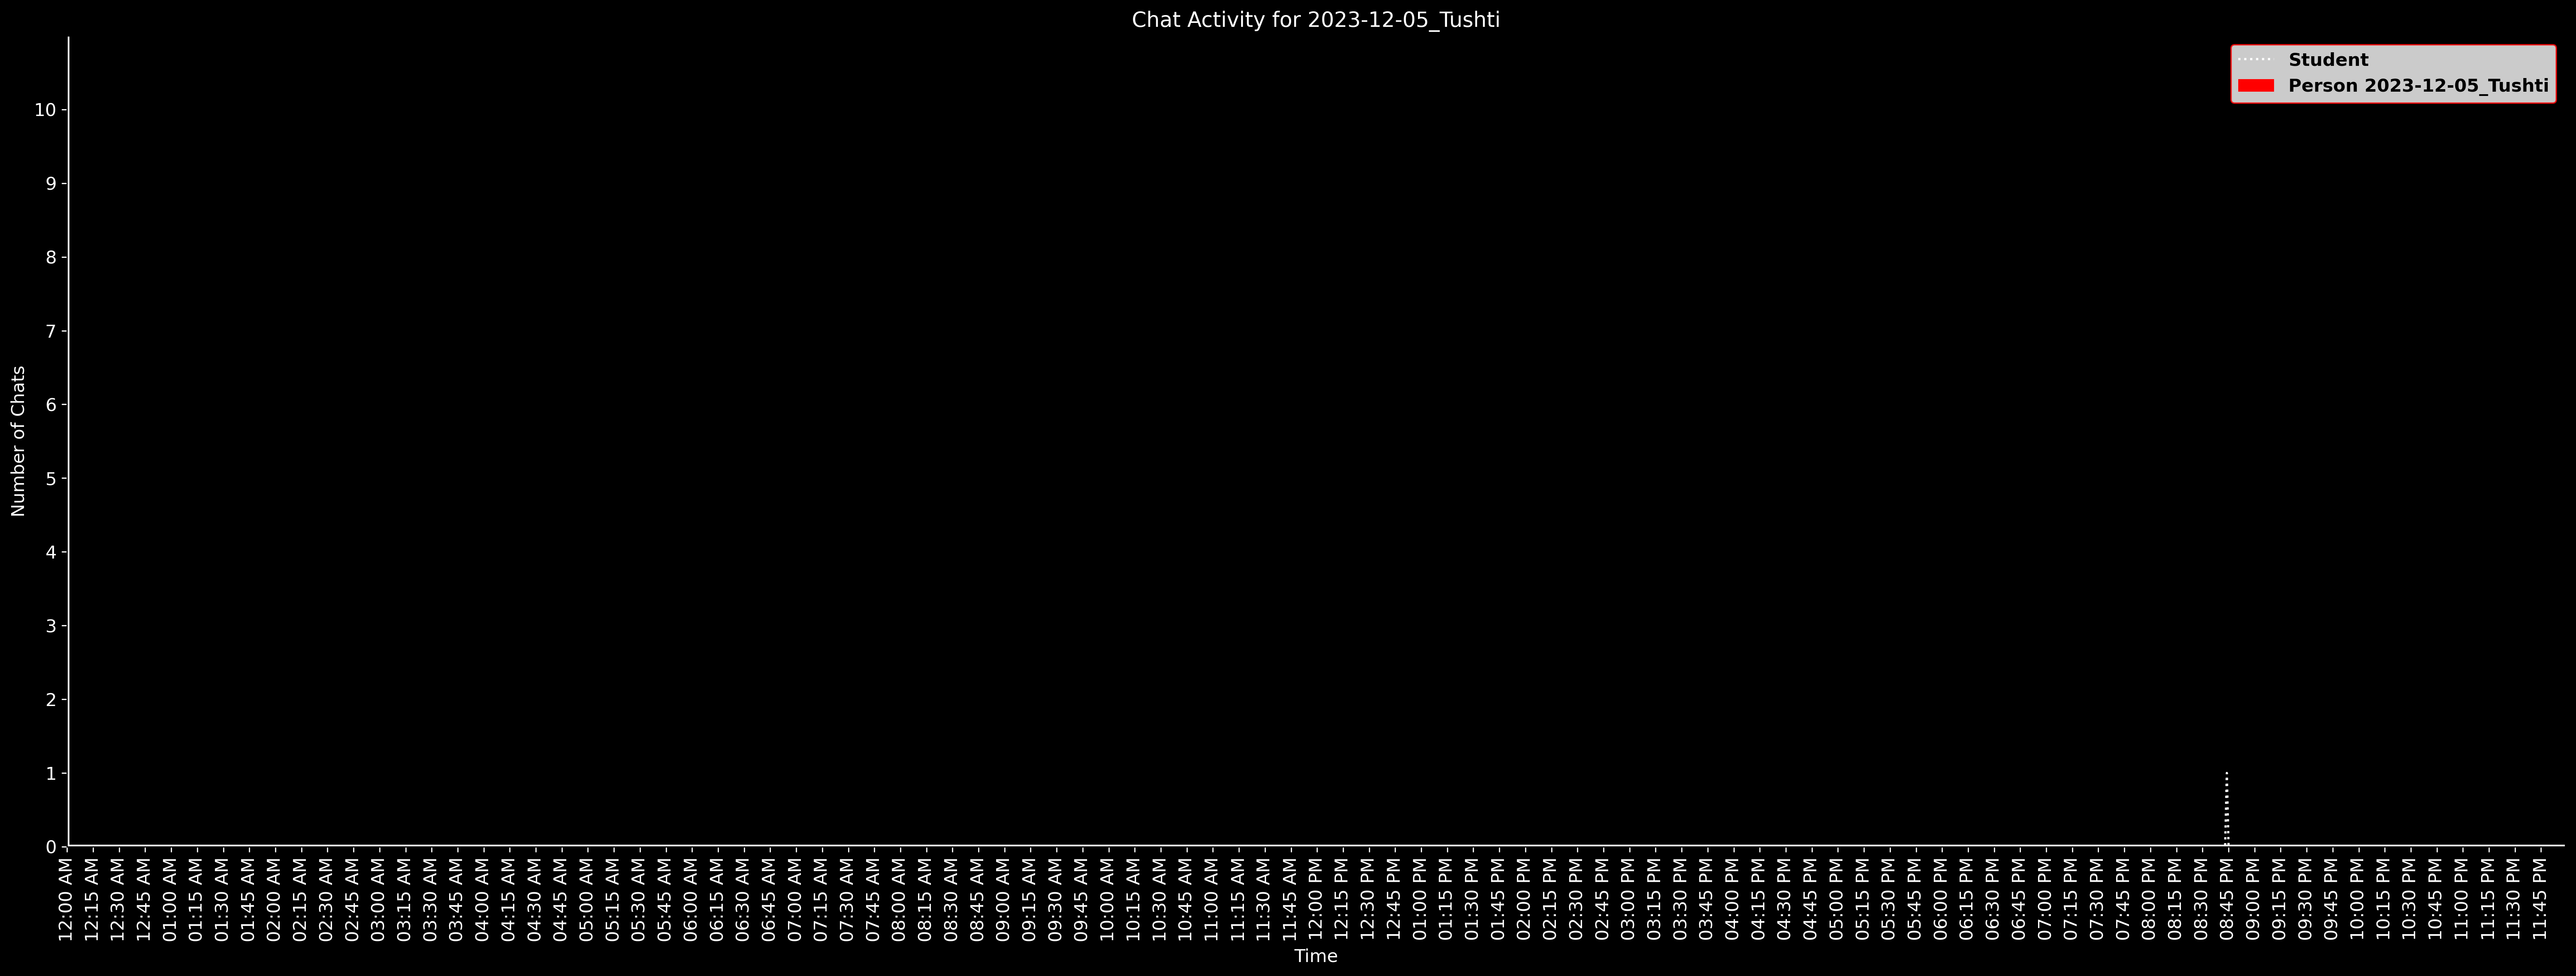 Chat Activity for 2023-12-05_Tushti
Student
Person 2023-12-05_Tushti
Number of Chats
10
9
8
7
6
5
4
3
2
1
0
12:00 AM
12:15 AM
12:30 AM
12:45 AM
01:00 AM
01:15 AM
01:30 AM
01:45 AM
02:00 AM
02:15 AM
02:30 AM
02:45 AM
03:00 AM
03:15 AM
03:30 AM
03:45 AM
04:00 AM
04:15 AM
04:30 AM
04:45 AM
05:00 AM
05:15 AM
05:30 AM
05:45 AM
06:00 AM
06:15 AM
06:30 AM
06:45 AM
07:00 AM
07:15 AM
07:30 AM
07:45 AM
08:00 AM
08:15 AM
08:30 AM
08:45 AM
09:00 AM
09:15 AM
09:30 AM
09:45 AM
10:00 AM
10:15 AM
10:30 AM
10:45 AM
11:00 AM
11:15 AM
11:30 AM
11:45 AM
12:00 PM
12:15 PM
12:30 PM
12:45 PM
01:00 PM
01:15 PM
01:30 PM
01:45 PM
02:00 PM
02:15 PM
02:30 PM
02:45 PM
03:00 PM
03:15 PM
03:30 PM
03:45 PM
04:00 PM
04:15 PM
04:30 PM
04:45 PM
05:00 PM
05:15 PM
05:30 PM
05:45 PM
06:00 PM
06:15 PM
06:30 PM
06:45 PM
07:00 PM
07:15 PM
07:30 PM
07:45 PM
08:00 PM
08:15 PM
08:30 PM
08:45 PM
09:00 PM
09:15 PM
09:30 PM
09:45 PM
10:00 PM
10:15 PM
10:30 PM
10:45 PM
11:00 PM
11:15 PM
11:30 PM
11:45 PM
Time